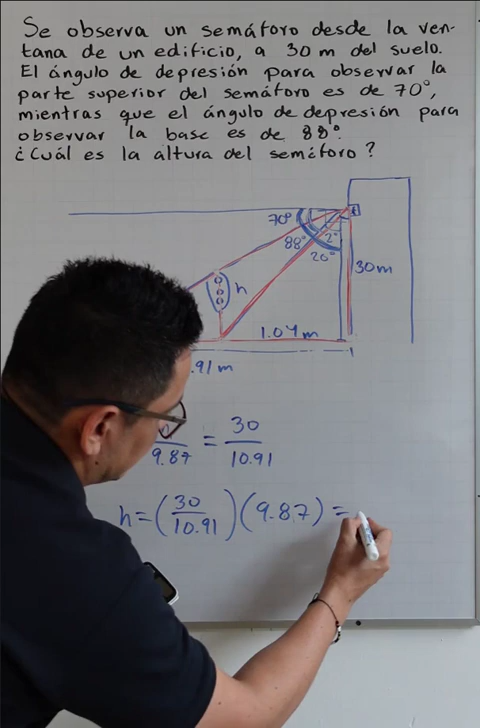 Se observa un semáforo desde la ven-
tana de un edificio, a 30 m del suelo.
El ángulo de depresión para observar la
parte superior del semáforo es de 70°,
mientras que el ángulo de depresión para
observar la base es de 88°.
¿Cuál es la altura del semáforo?
70°
88°
2°
20°
h
30m
1.04 m
.91 m
9.87 = 30
10.91
h = (30/10.91)(9.87) =